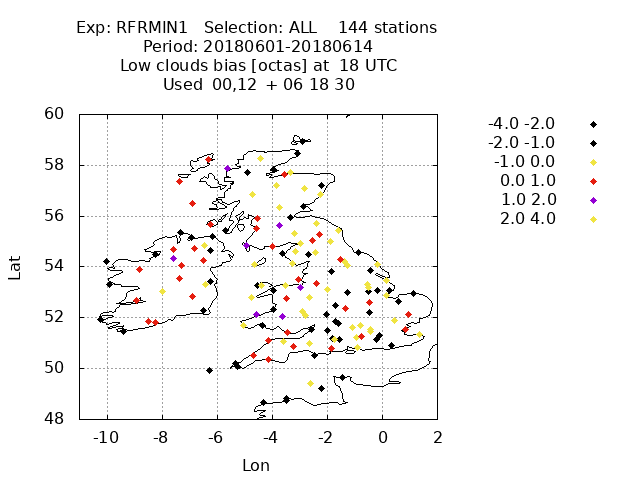 Exp: RFRMIN1 Selection: ALL 144 stations
Period: 20180601-20180614
Low clouds bias [octas] at 18 UTC
Used 00,12 + 06 18 30
-4.0 -2.0
-2.0 -1.0
-1.0 0.0
0.0 1.0
1.0 2.0
2.0 4.0
60
58
56
54
52
50
48
Lat
-10 -8 -6 -4 -2 0 2
Lon